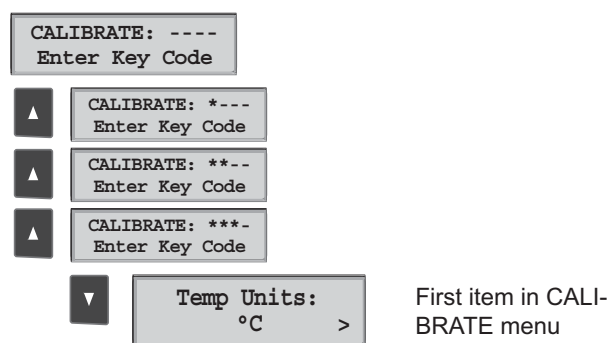 CALIBRATE: ----
Enter Key Code
CALIBRATE: *---
Enter Key Code
CALIBRATE: **--
Enter Key Code
CALIBRATE: ***-
Enter Key Code
Temp Units:
°C >
First item in CALI-
BRATE menu